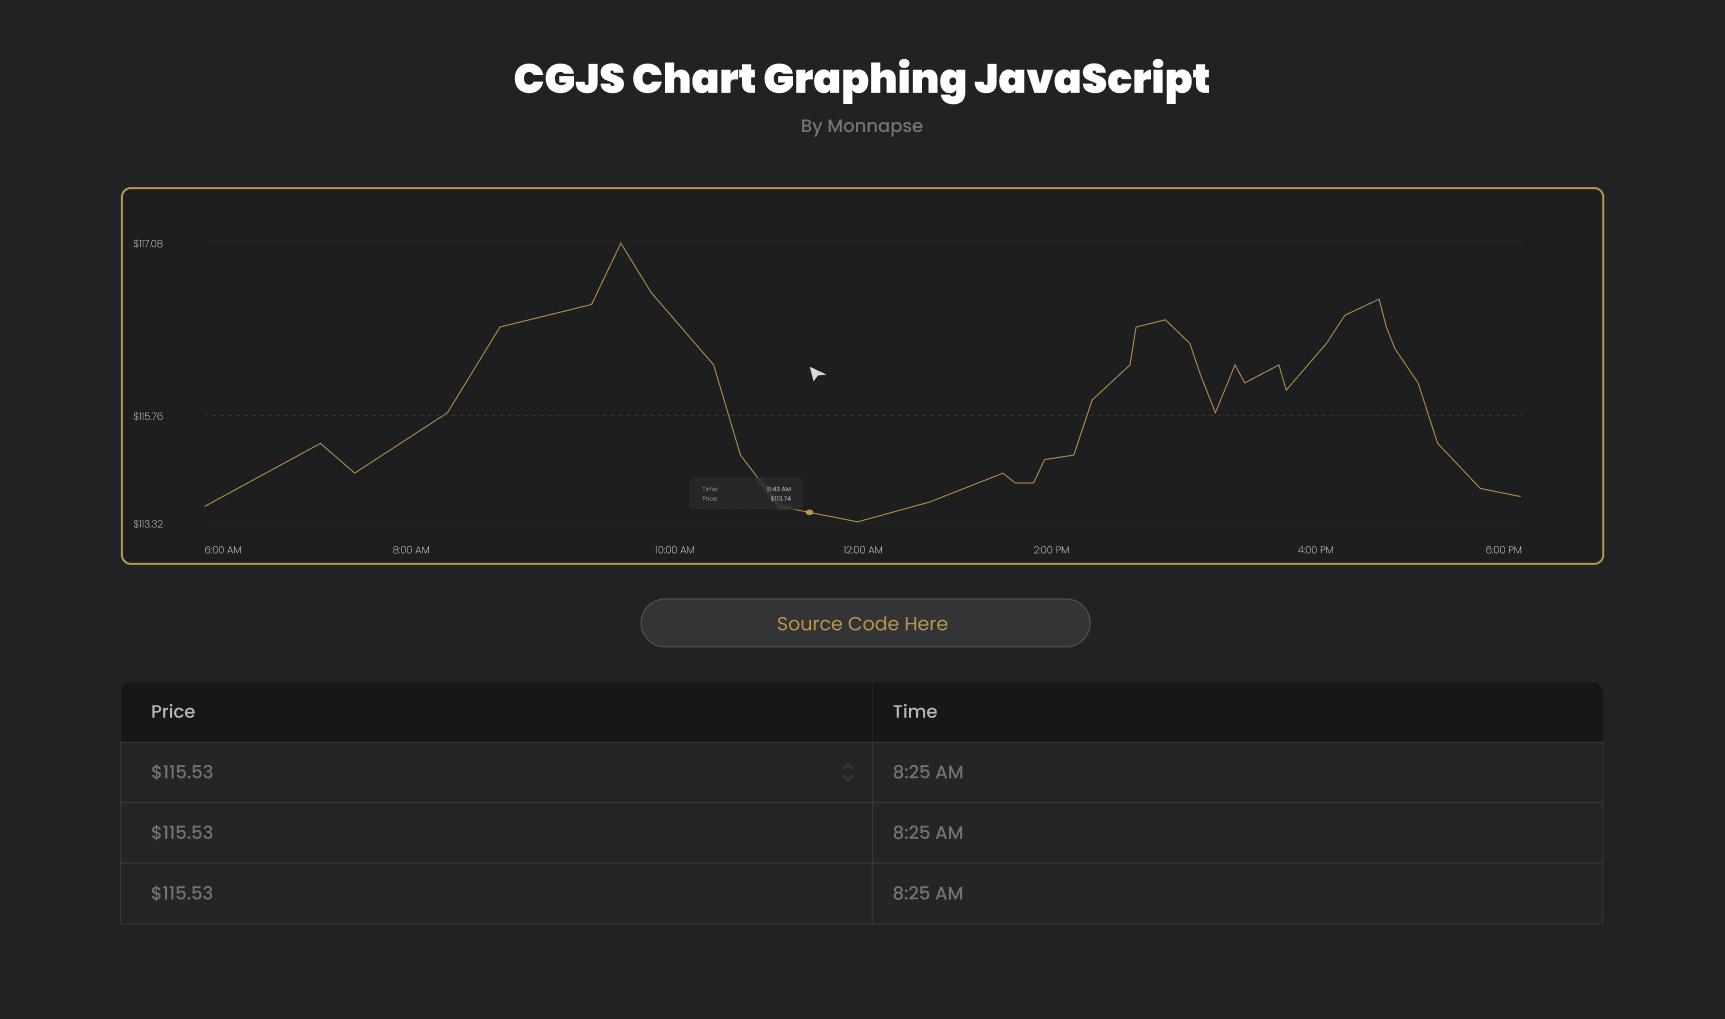 CGJS Chart Graphing JavaScript
By Monnapse
$117.08
$115.76
Time: 11:43 AM
Price: $113.74
$113.32
6:00 AM 8:00 AM 10:00 AM 12:00 AM 2:00 PM 4:00 PM 6:00 PM
Source Code Here
Price Time
$115.53 8:25 AM
$115.53 8:25 AM
$115.53 8:25 AM